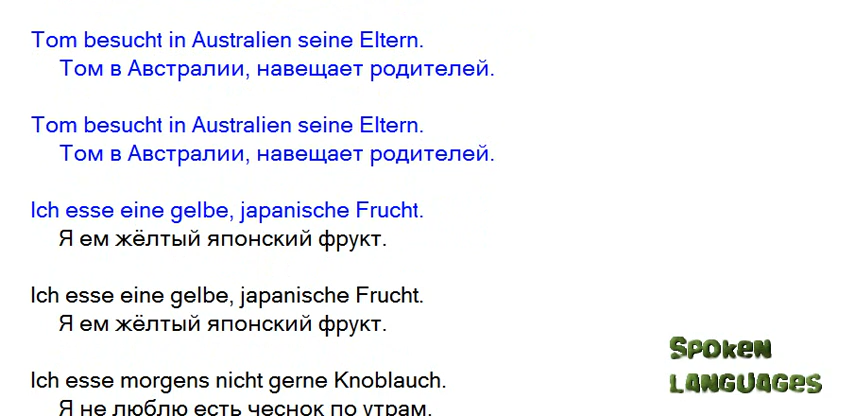 Tom besucht in Australien seine Eltern.
Том в Австралии, навещает родителей.
Tom besucht in Australien seine Eltern.
Том в Австралии, навещает родителей.
Ich esse eine gelbe, japanische Frucht.
Я ем жёлтый японский фрукт.
Ich esse eine gelbe, japanische Frucht.
Я ем жёлтый японский фрукт.
Ich esse morgens nicht gerne Knoblauch.
Я не люблю есть чеснок по утрам.
Spoken
Languages